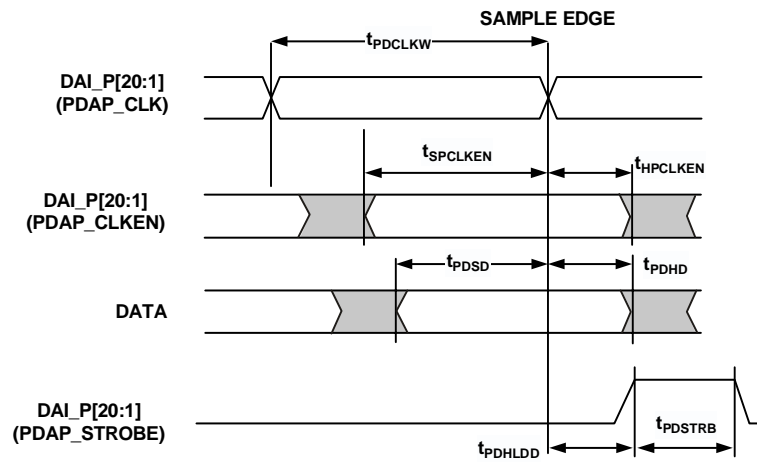 SAMPLE EDGE
tPDCLKW
DAI_P[20:1]
(PDAP_CLK)
tSPCLKEN
tHPCLKEN
DAI_P[20:1]
(PDAP_CLKEN)
tPDSD
tPDHD
DATA
DAI_P[20:1]
(PDAP_STROBE)
tPDHLDD
tPDSTRB